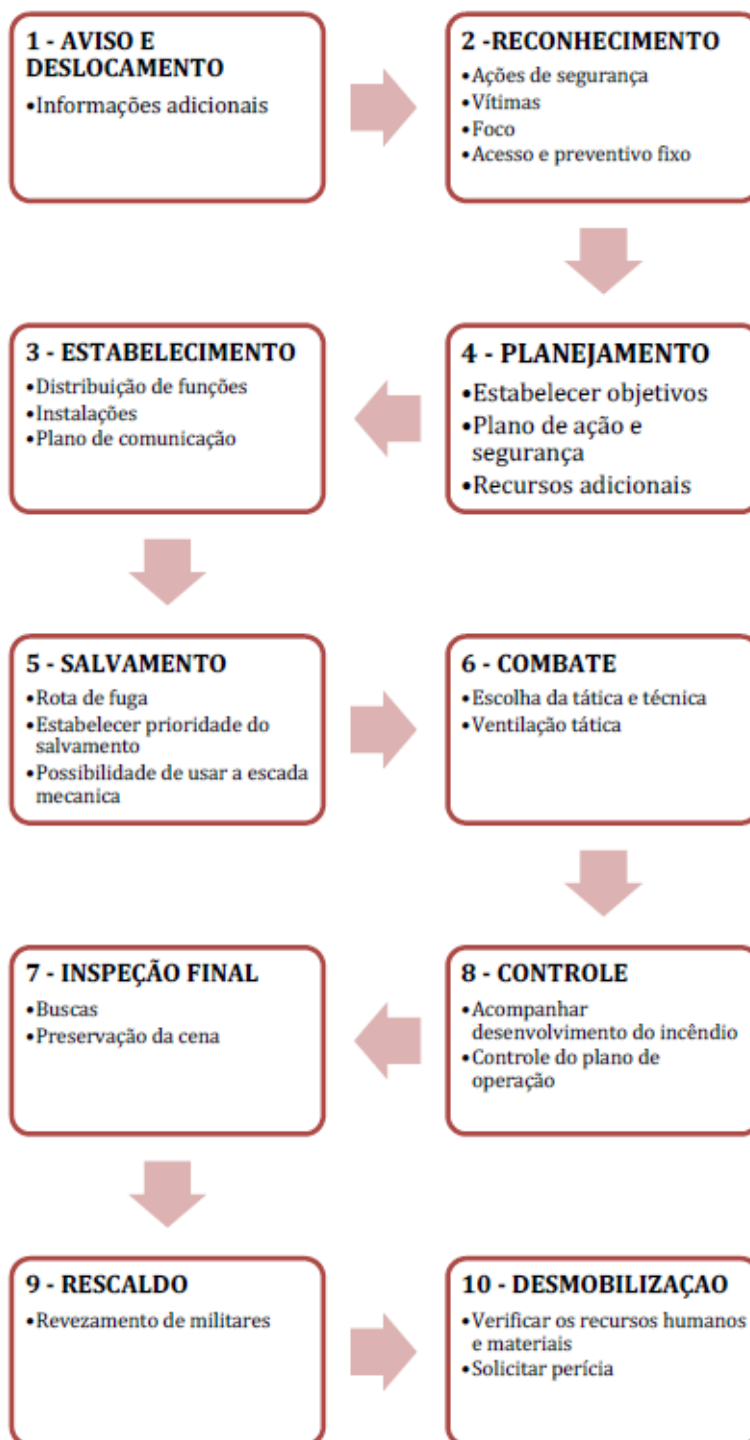 1 - AVISO E
DESLOCAMENTO
•Informações adicionais
2 -RECONHECIMENTO
•Ações de segurança
•Vítimas
•Foco
•Acesso e preventivo fixo
3 - ESTABELECIMENTO
•Distribuição de funções
•Instalações
•Plano de comunicação
4 - PLANEJAMENTO
•Estabelecer objetivos
•Plano de ação e
segurança
•Recursos adicionais
5 - SALVAMENTO
•Rota de fuga
•Estabelecer prioridade do
salvamento
•Possibilidade de usar a escada
mecanica
6 - COMBATE
•Escolha da tática e técnica
•Ventilação tática
7 - INSPEÇÃO FINAL
•Buscas
•Preservação da cena
8 - CONTROLE
•Acompanhar
desenvolvimento do incêndio
•Controle do plano de
operação
9 - RESCALDO
•Revezamento de militares
10 - DESMOBILIZAÇAO
•Verificar os recursos humanos
e materiais
•Solicitar perícia